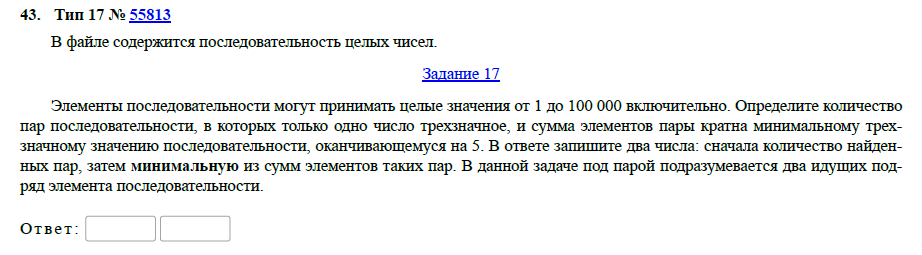 43. Тип 17 № 55813
В файле содержится последовательность целых чисел.
Задание 17
Элементы последовательности могут принимать целые значения от 1 до 100 000 включительно. Определите количество
пар последовательности, в которых только одно число трехзначное, и сумма элементов пары кратна минимальному трех-
значному значению последовательности, оканчивающемуся на 5. В ответе запишите два числа: сначала количество найден-
ных пар, затем минимальную из сумм элементов таких пар. В данной задаче под парой подразумевается два идущих под-
ряд элемента последовательности.
Ответ: